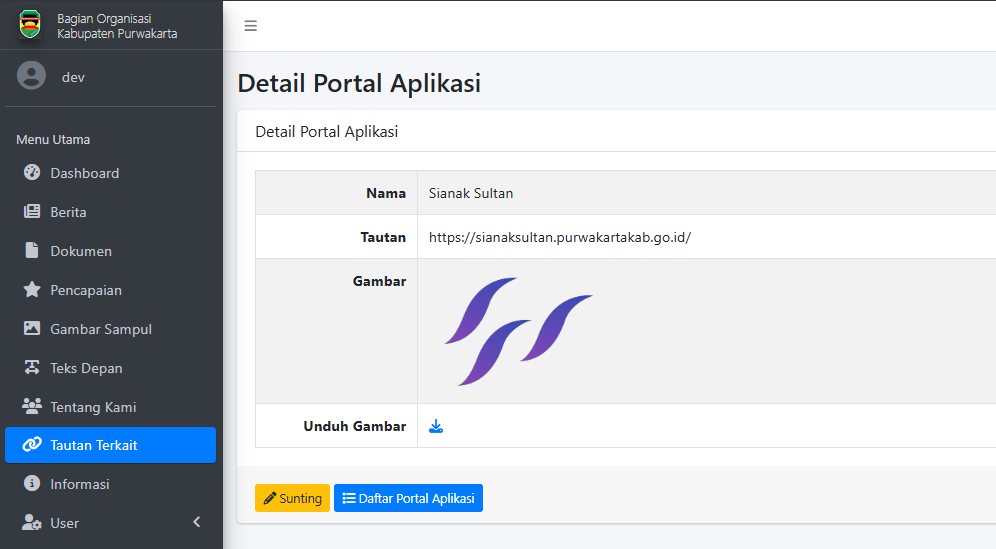 Bagian Organisasi
Kabupaten Purwakarta
dev
Menu Utama
Dashboard
Berita
Dokumen
Pencapaian
Gambar Sampul
Teks Depan
Tentang Kami
Tautan Terkait
Informasi
User
Detail Portal Aplikasi
Detail Portal Aplikasi
Nama Sianak Sultan
Tautan https://sianaksultan.purwakartakab.go.id/
Gambar
Unduh Gambar
Sunting Daftar Portal Aplikasi